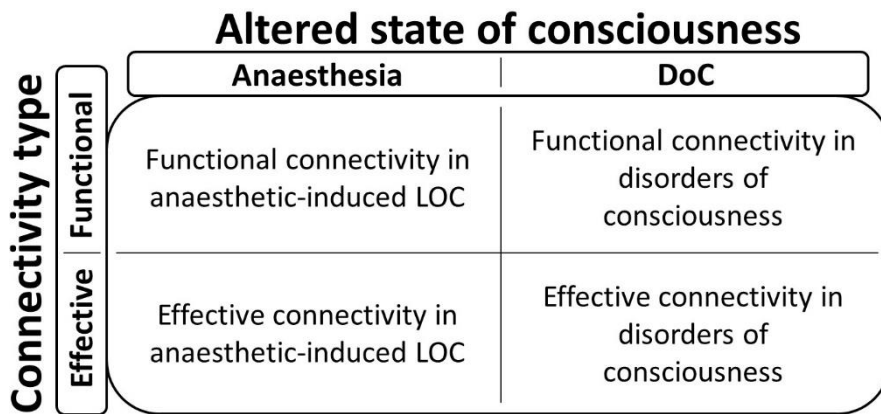 Altered state of consciousness
Anaesthesia
DoC
Connectivity type
Functional
Functional connectivity in
anaesthetic-induced LOC
Functional connectivity in
disorders of
consciousness
Effective
Effective connectivity in
anaesthetic-induced LOC
Effective connectivity in
disorders of
consciousness